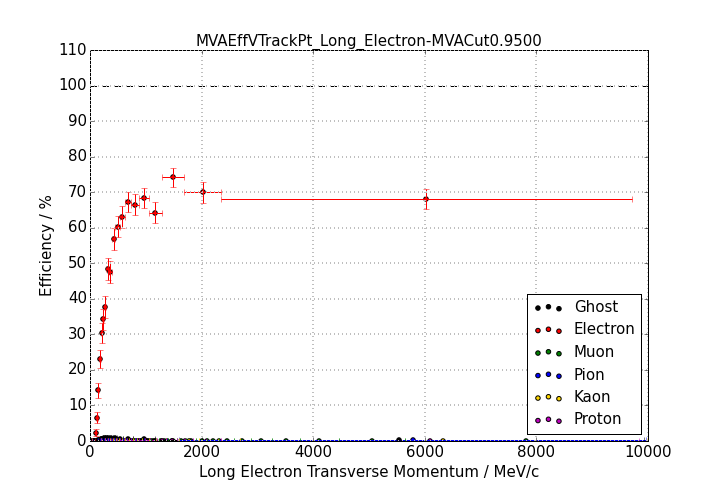 MVAEffVTrackPt_Long_Electron-MVACut0.9500
110
100
90
80
70
60
50
40
30
20
10
0
Efficiency / %
Ghost
Electron
Muon
Pion
Kaon
Proton
0 2000 4000 6000 8000 10000
Long Electron Transverse Momentum / MeV/c